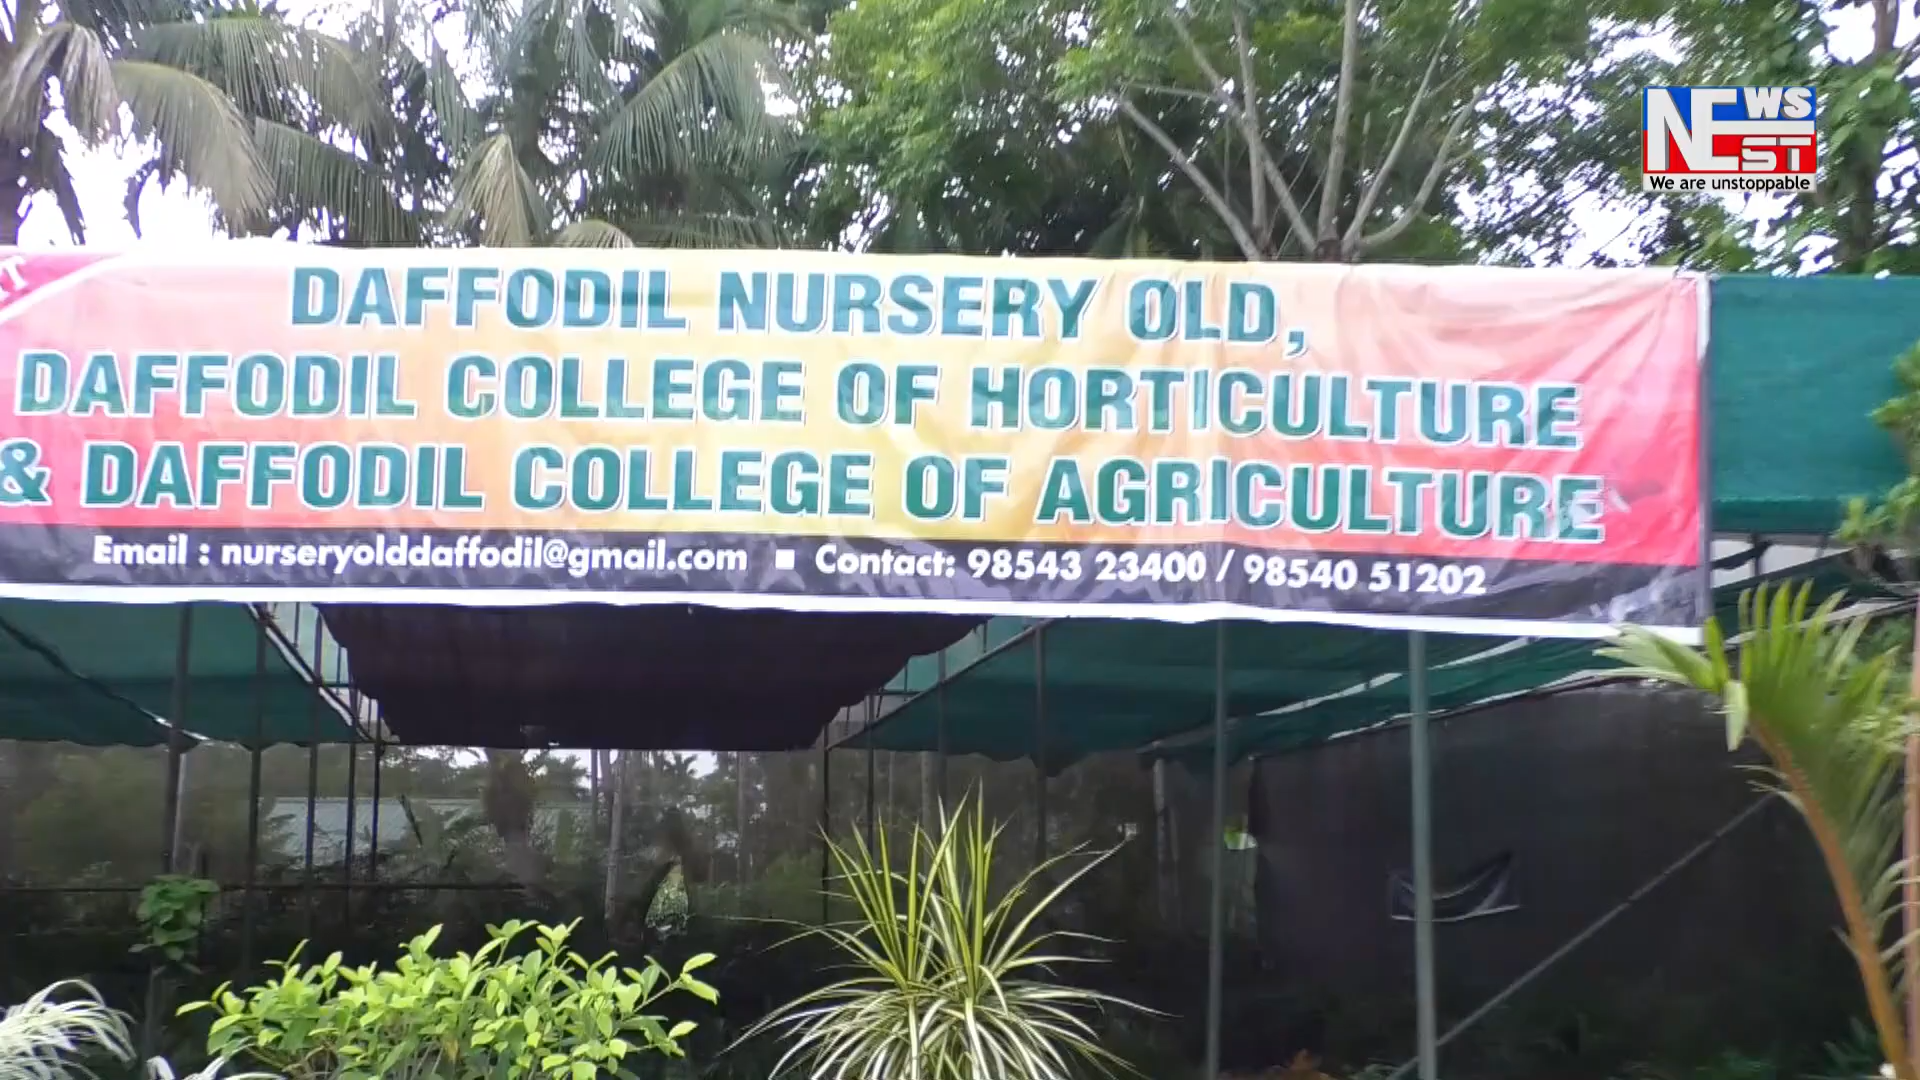 NEWS
EST
We are unstoppable
DAFFODIL NURSERY OLD,
DAFFODIL COLLEGE OF HORTICULTURE
& DAFFODIL COLLEGE OF AGRICULTURE
Email : nurseryolddaffodil@gmail.com ■ Contact: 98543 23400 / 98540 51202